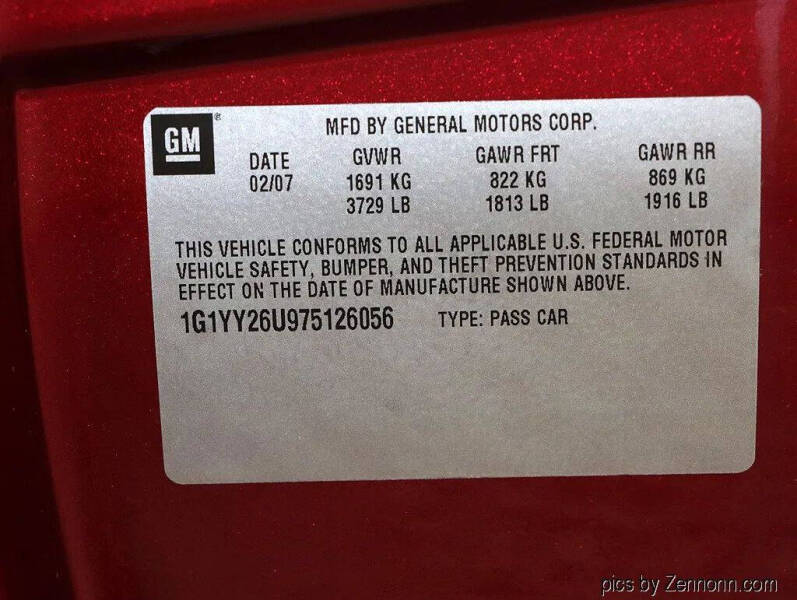 GM®
MFD BY GENERAL MOTORS CORP.
DATE GVWR GAWR FRT GAWR RR
02/07 1691 KG 822 KG 869 KG
3729 LB 1813 LB 1916 LB
THIS VEHICLE CONFORMS TO ALL APPLICABLE U.S. FEDERAL MOTOR
VEHICLE SAFETY, BUMPER, AND THEFT PREVENTION STANDARDS IN
EFFECT ON THE DATE OF MANUFACTURE SHOWN ABOVE.
1G1YY26U975126056 TYPE: PASS CAR
pics by Zennonn.com